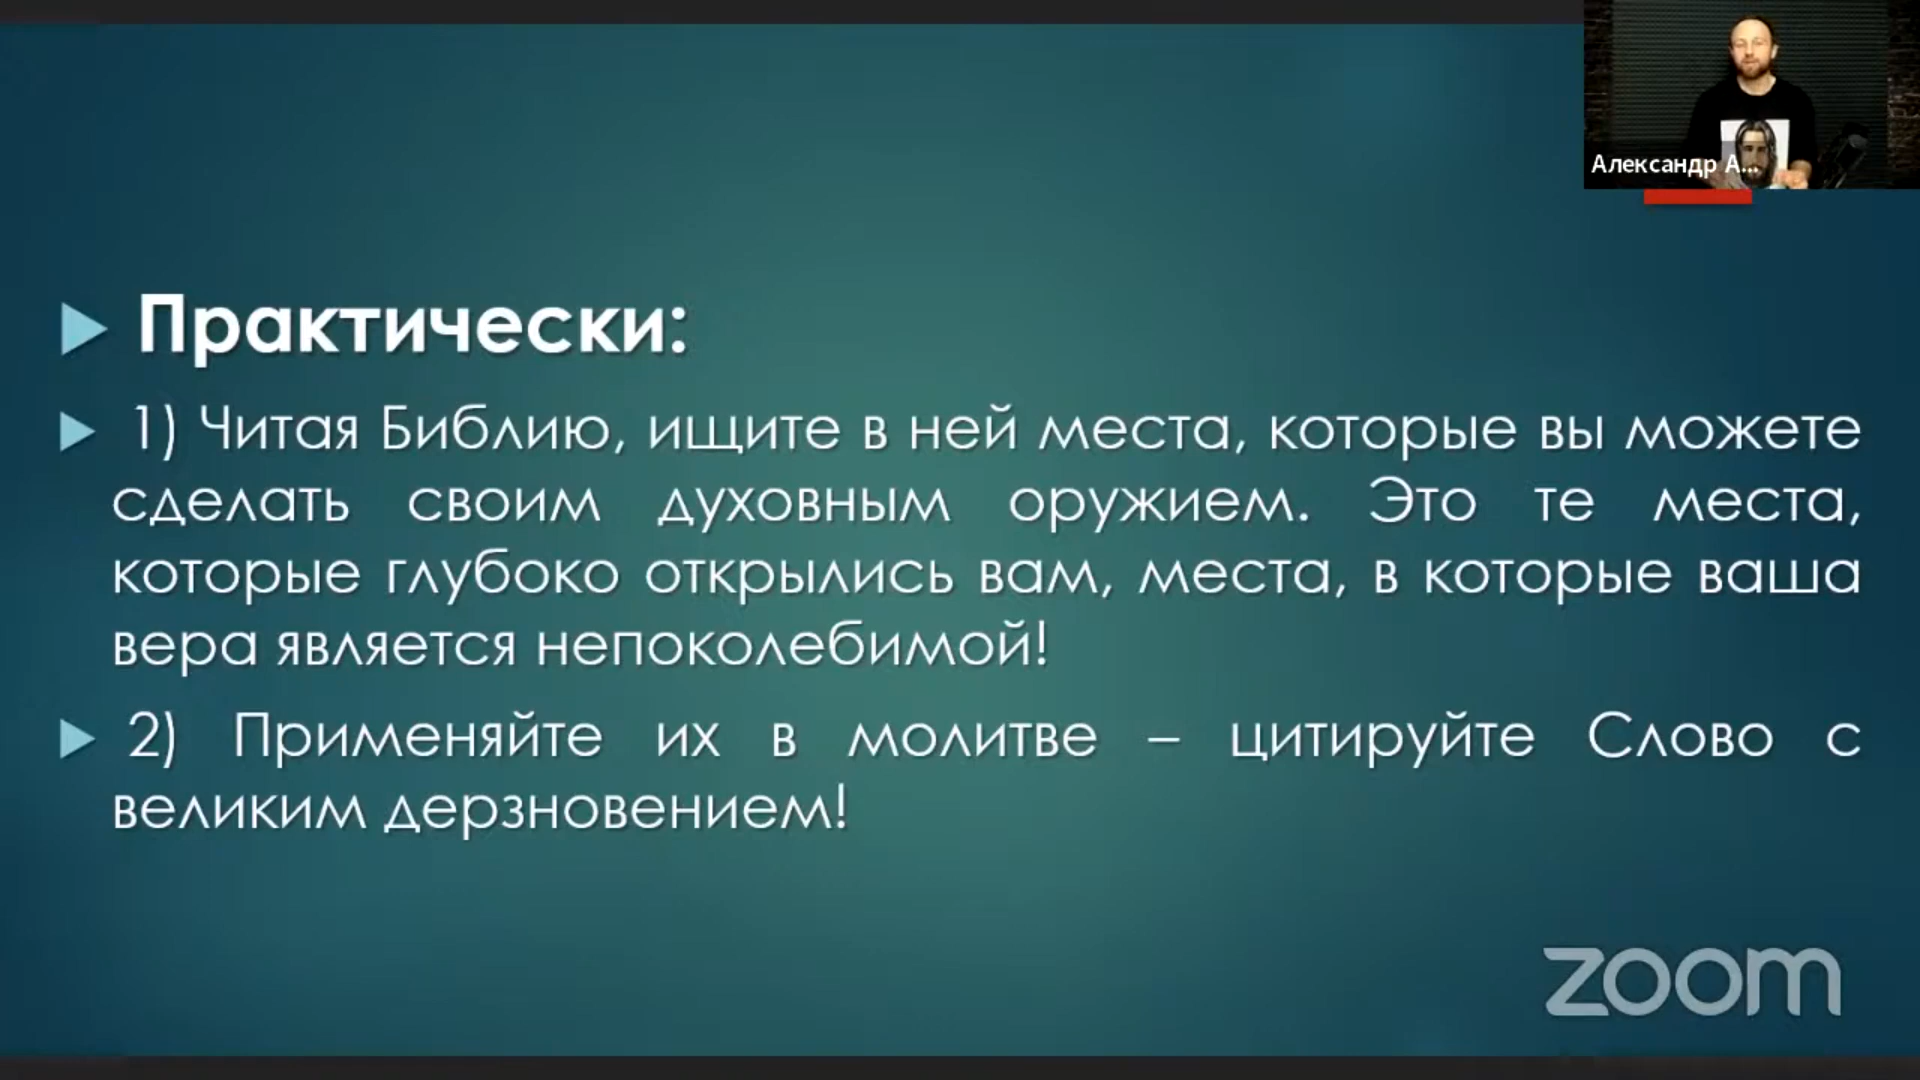 Александр А...
Практически:
1) Читая Библию, ищите в ней места, которые вы можете
сделать своим духовным оружием. Это те места,
которые глубоко открылись вам, места, в которые ваша
вера является непоколебимой!
2) Применяйте их в молитве – цитируйте Слово с
великим дерзновением!
zoom